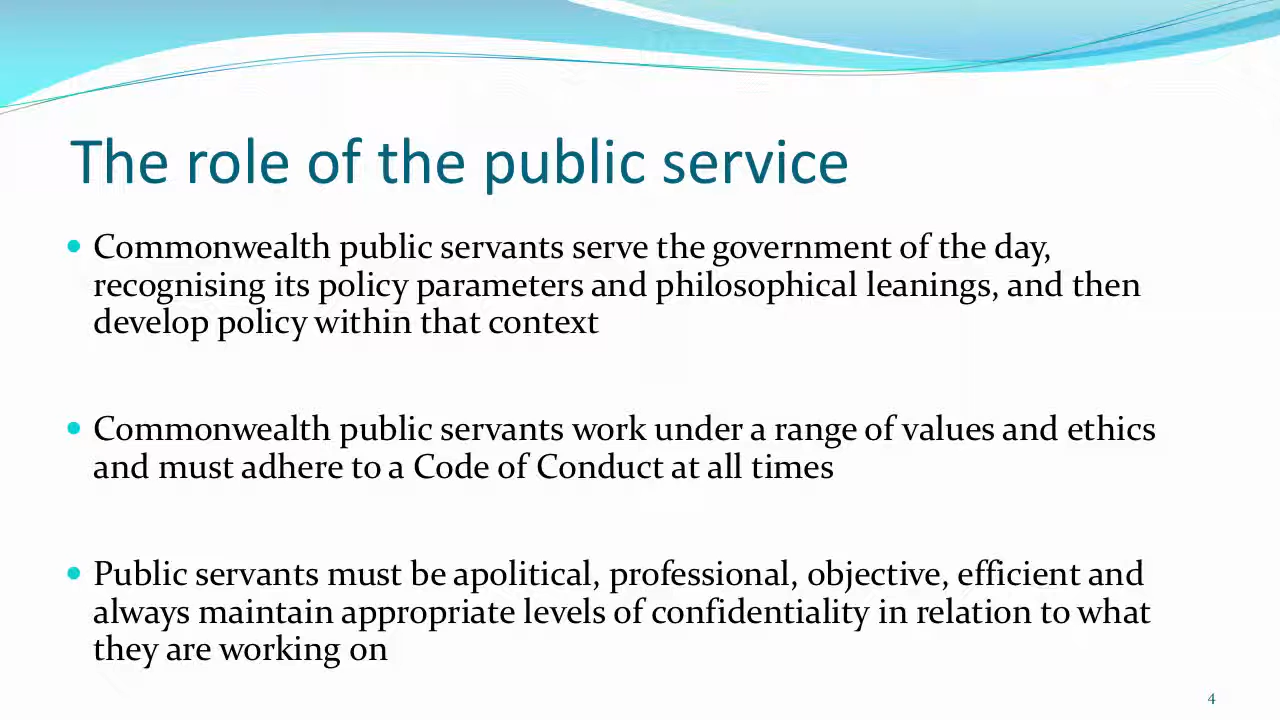 The role of the public service
• Commonwealth public servants serve the government of the day,
recognising its policy parameters and philosophical leanings, and then
develop policy within that context
• Commonwealth public servants work under a range of values and ethics
and must adhere to a Code of Conduct at all times
• Public servants must be apolitical, professional, objective, efficient and
always maintain appropriate levels of confidentiality in relation to what
they are working on
4